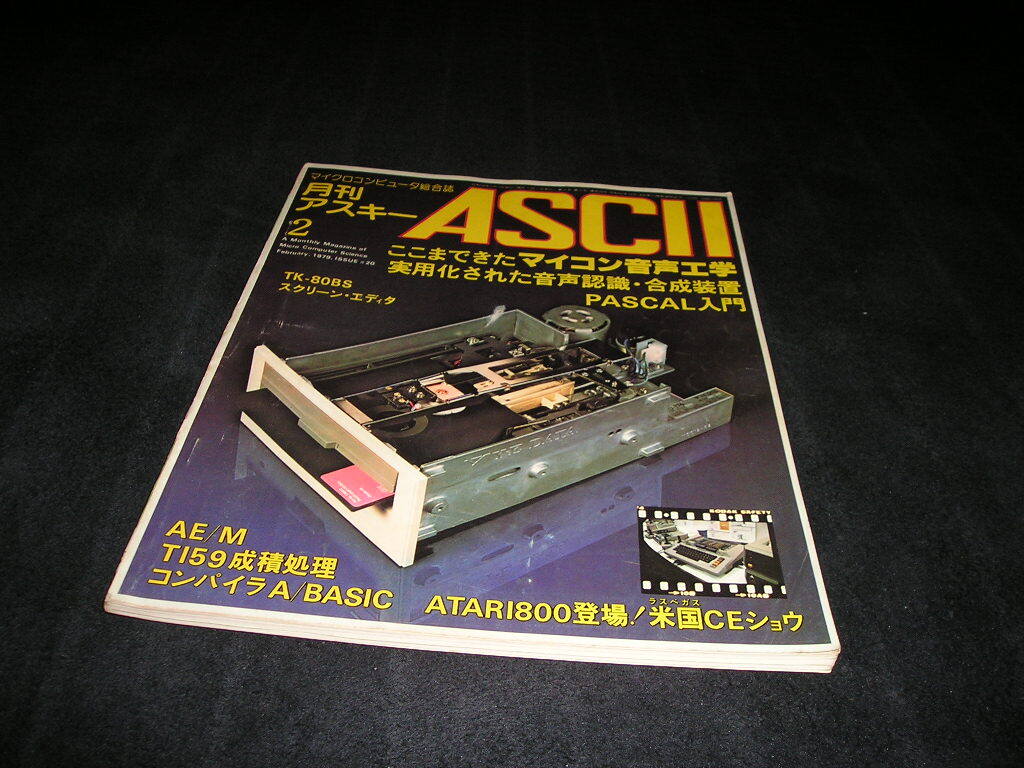 マイクロコンピュータ総合誌
月刊
アスキー
ASCII
2
A Monthly Magazine of
Micro Computer Science
February, 1979, ISSUE #20
ここまできたマイコン音声工学
実用化された音声認識・合成装置
PASCAL入門
TK-80BS
スクリーン・エディタ
KODAK SAFETY
AE/M
TI59成積処理
コンパイラA/BASIC
ラスベガス
ATARI800登場!米国CEショウ